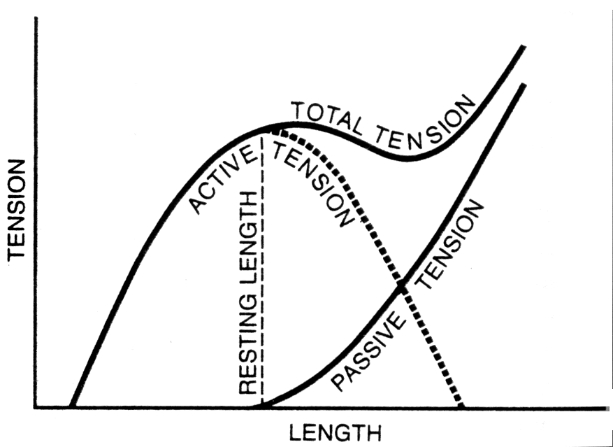 TENSION
TOTAL TENSION
ACTIVE TENSION
RESTING LENGTH
PASSIVE TENSION
LENGTH